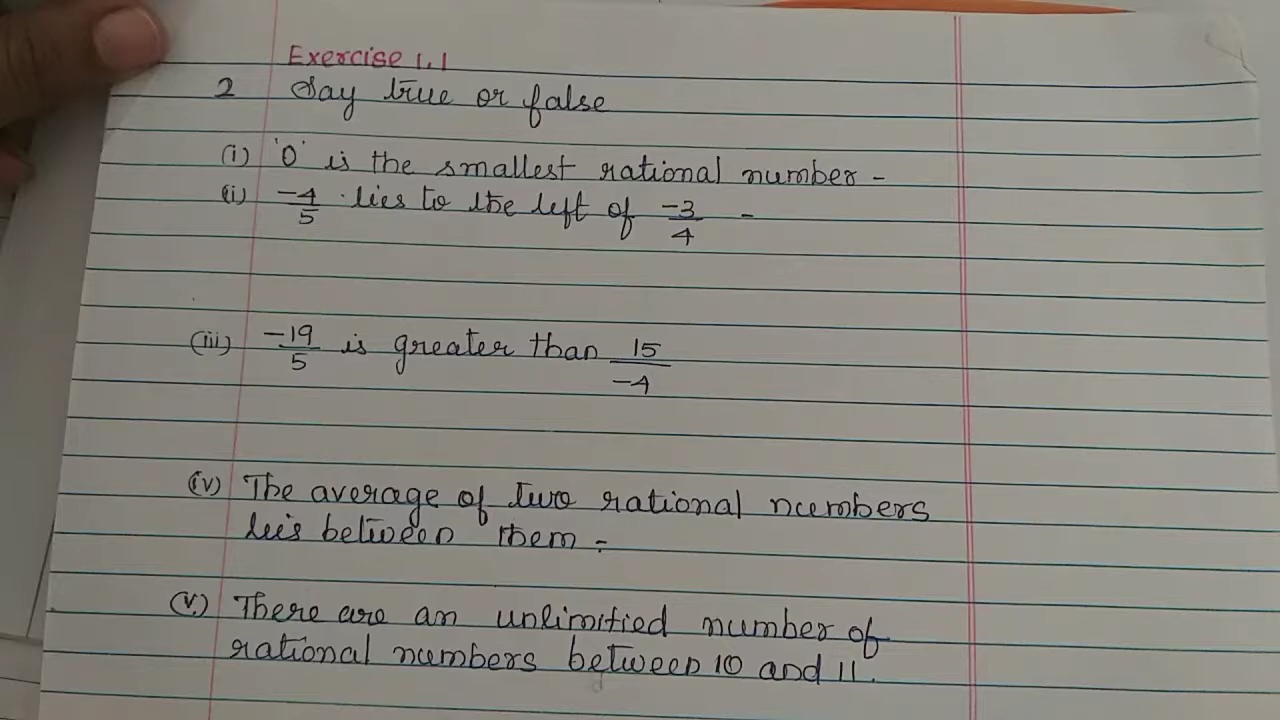 Exercise 1.1
2 Say true or false
(i) '0' is the smallest rational number -
(i) -4/5 lies to the left of -3/4 -
(iii) -19/5 is greater than 15/-4
(iv) The average of two rational numbers
lies between them -
(v.) There are an unlimitied number of
rational numbers between 10 and 11.